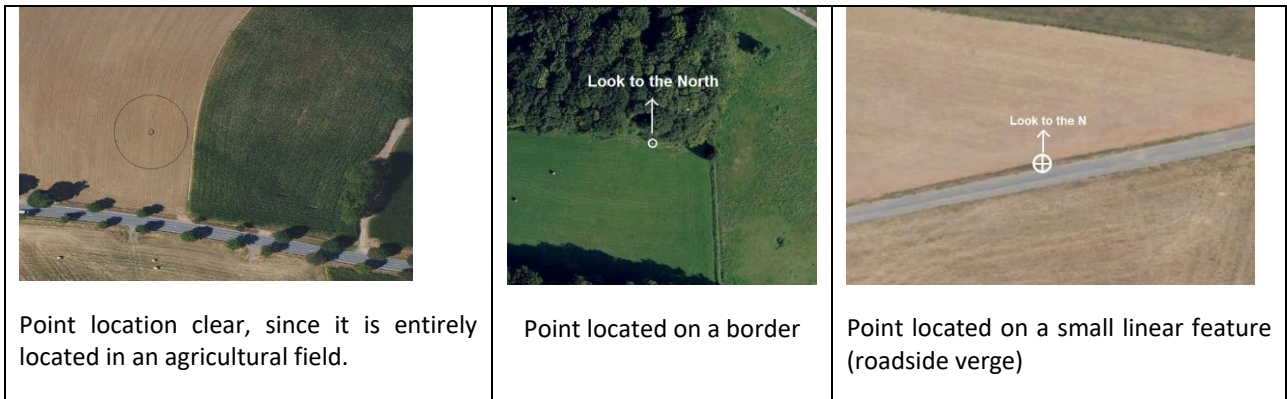 Look to the North
Look to the N
Point location clear, since it is entirely
located in an agricultural field.
Point located on a border
Point located on a small linear feature
(roadside verge)